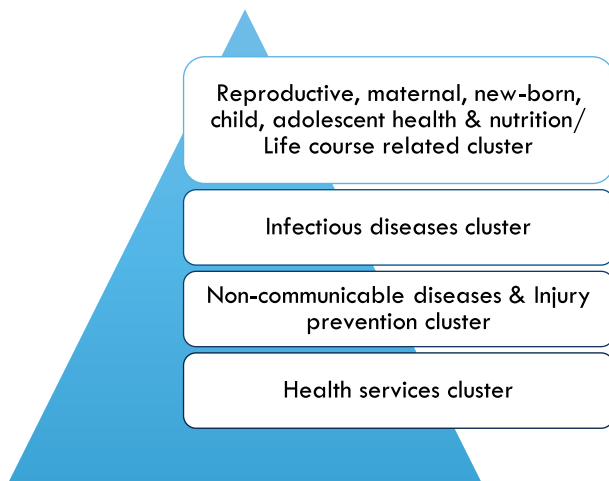 Reproductive, maternal, new-born,
child, adolescent health & nutrition/
Life course related cluster
Infectious diseases cluster
Non-communicable diseases & Injury
prevention cluster
Health services cluster